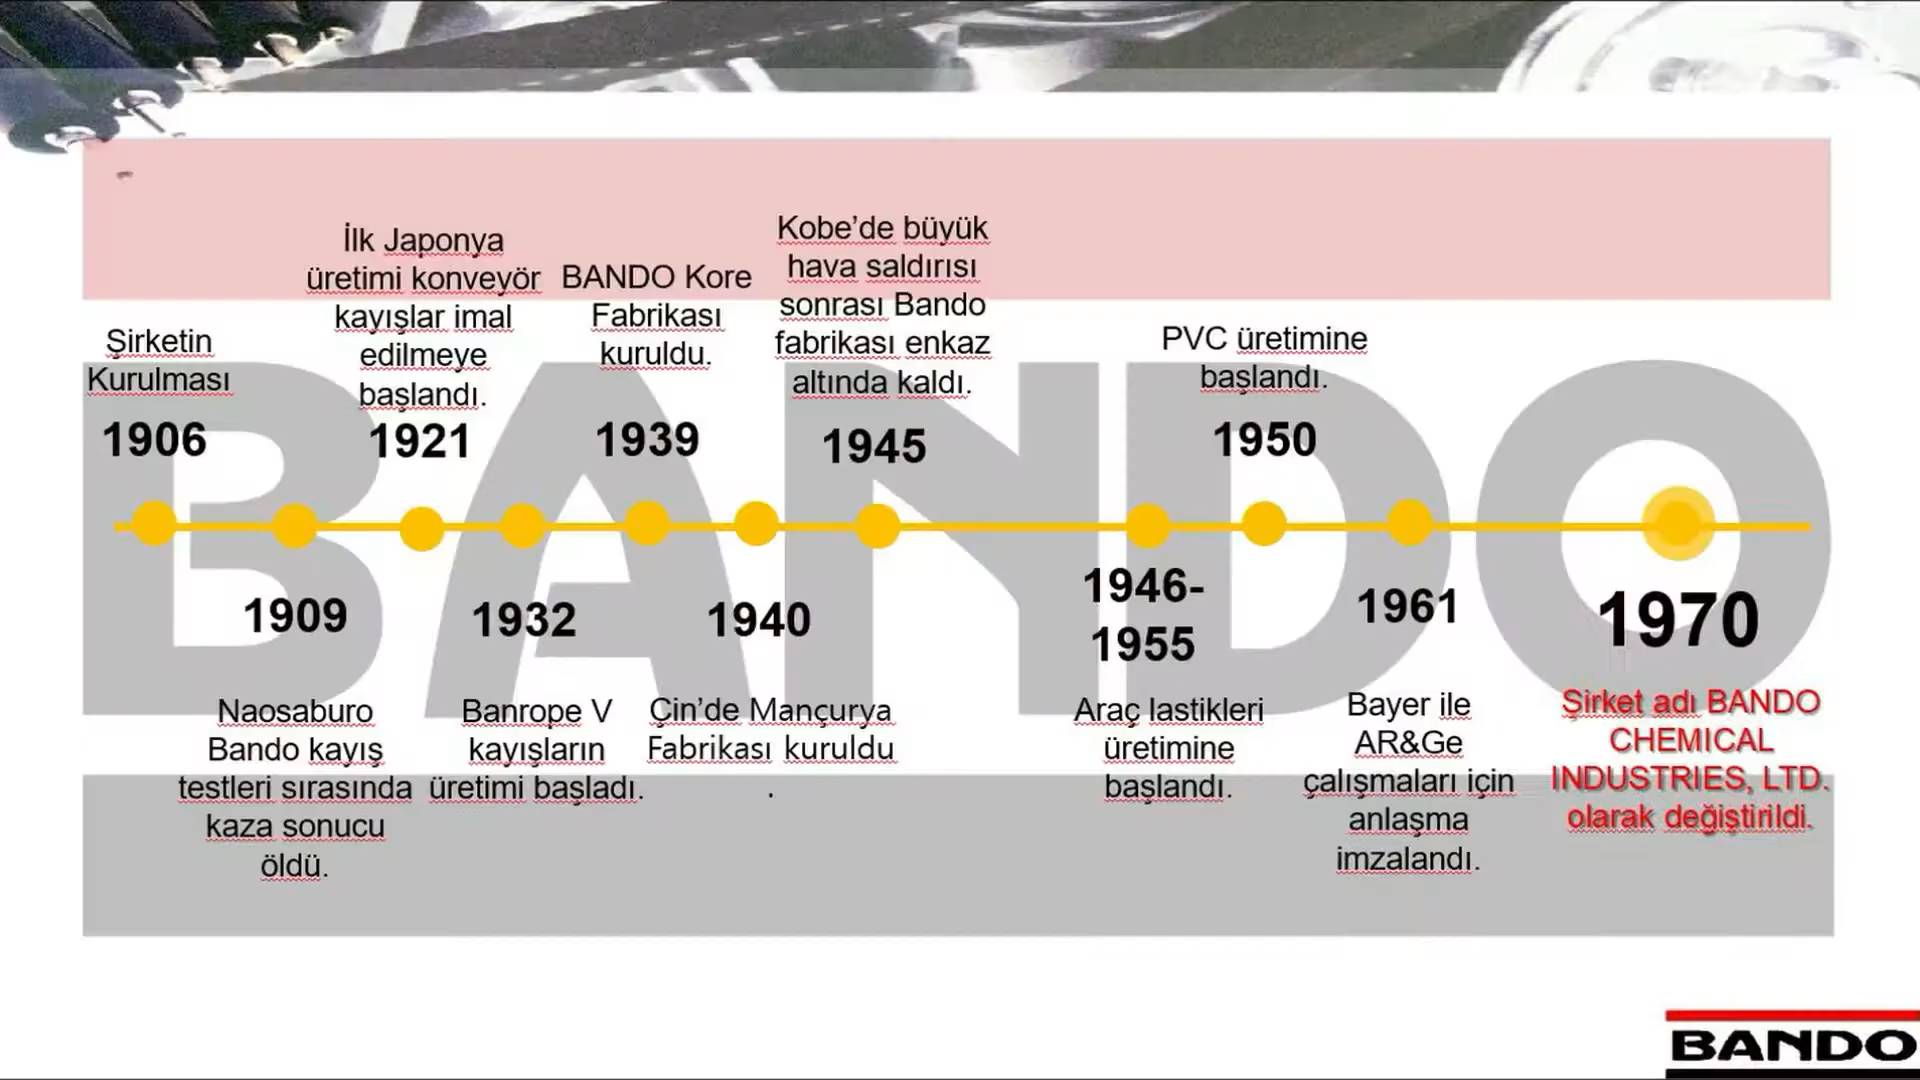 Şirketin
Kurulması
1906
1909
Naosaburo
Bando kayış
testleri sırasında
kaza sonucu
öldü.
İlk Japonya
üretimi konveyör
kayışlar imal
edilmeye
başlandı.
1921
1932
Banrope V
kayışların
üretimi başladı.
BANDO Kore
Fabrikası
kuruldu.
1939
1940
Çin’de Mançurya
Fabrikası kuruldu
.
Kobe’de büyük
hava saldırısı
sonrası Bando
fabrikası enkaz
altında kaldı.
1945
1946-
1955
Araç lastikleri
üretimine
başlandı.
PVC üretimine
başlandı.
1950
1961
Bayer ile
AR&Ge
çalışmaları için
anlaşma
imzalandı.
1970
Şirket adı BANDO
CHEMICAL
INDUSTRIES, LTD.
olarak değiştirildi.
BANDO
BANDO